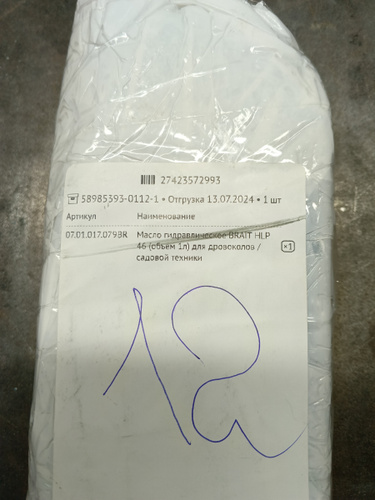 27423572993
58985393-0112-1 • Отгрузка 13.07.2024 • 1 шт
Артикул Наименование
07.01.017.079BR Масло гидравлическое BRAIT HLP
46 (объем 1л) для дровоколов / ×1
садовой техники
12